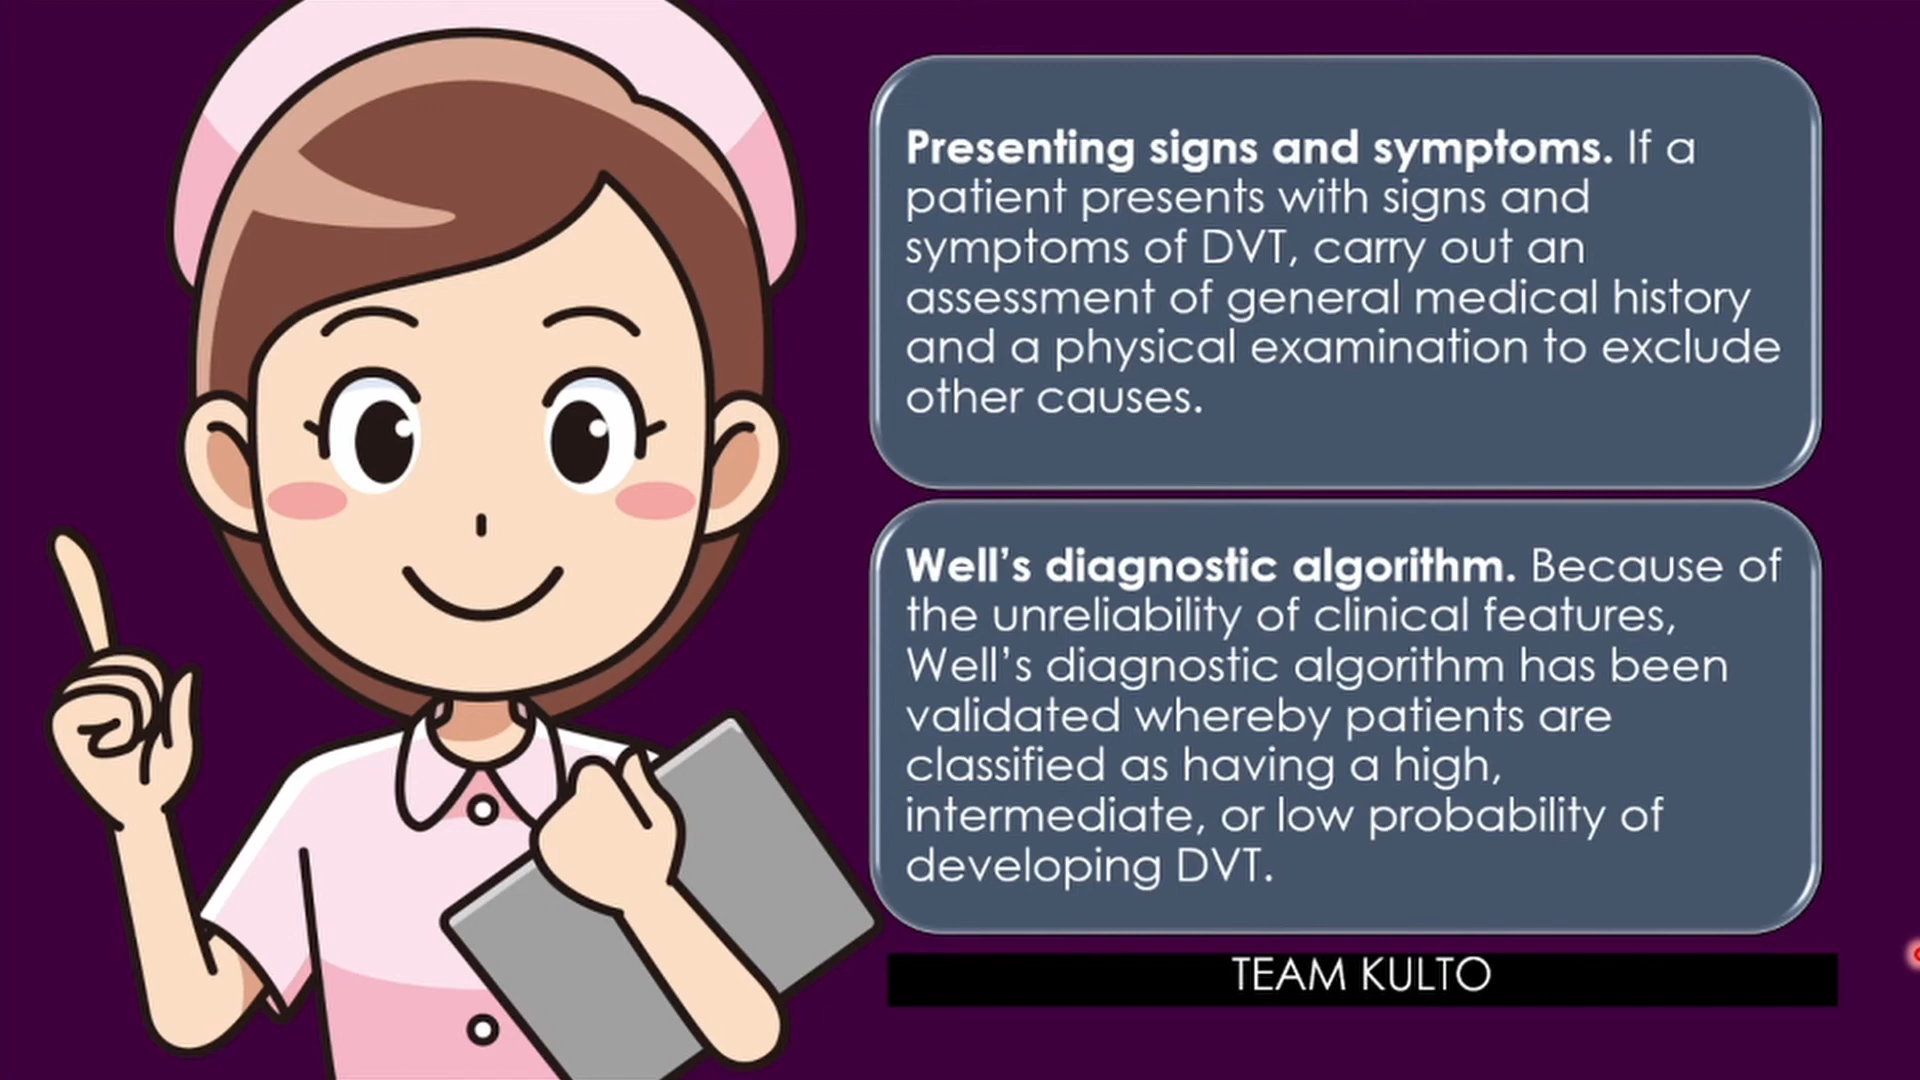 Presenting signs and symptoms. If a
patient presents with signs and
symptoms of DVT, carry out an
assessment of general medical history
and a physical examination to exclude
other causes.
Well’s diagnostic algorithm. Because of
the unreliability of clinical features,
Well’s diagnostic algorithm has been
validated whereby patients are
classified as having a high,
intermediate, or low probability of
developing DVT.
TEAM KULTO